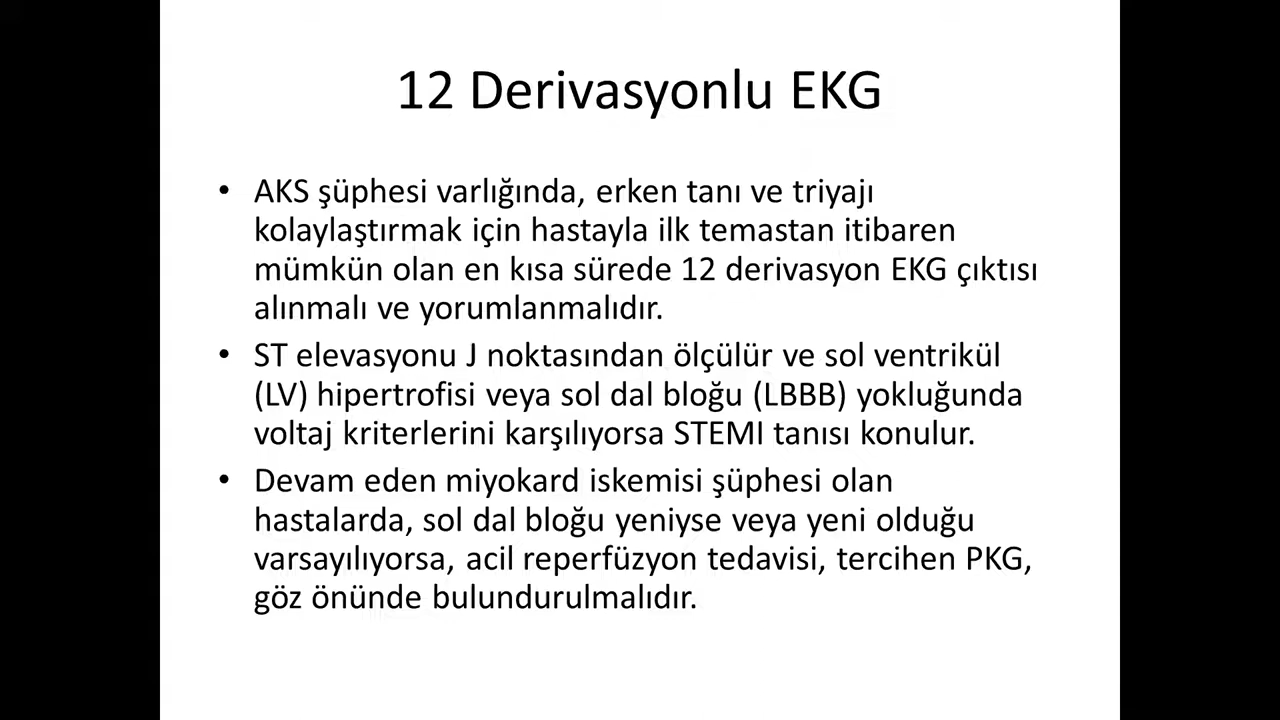 12 Derivasyonlu EKG
• AKS şüphesi varlığında, erken tanı ve triyajı
kolaylaştırmak için hastayla ilk temastan itibaren
mümkün olan en kısa sürede 12 derivasyon EKG çıktısı
alınmalı ve yorumlanmalıdır.
• ST elevasyonu J noktasından ölçülür ve sol ventrikül
(LV) hipertrofisi veya sol dal bloğu (LBBB) yokluğunda
voltaj kriterlerini karşılıyorsa STEMI tanısı konulur.
• Devam eden miyokard iskemisi şüphesi olan
hastalarda, sol dal bloğu yeniyse veya yeni olduğu
varsayılıyorsa, acil reperfüzyon tedavisi, tercihen PKG,
göz önünde bulundurulmalıdır.